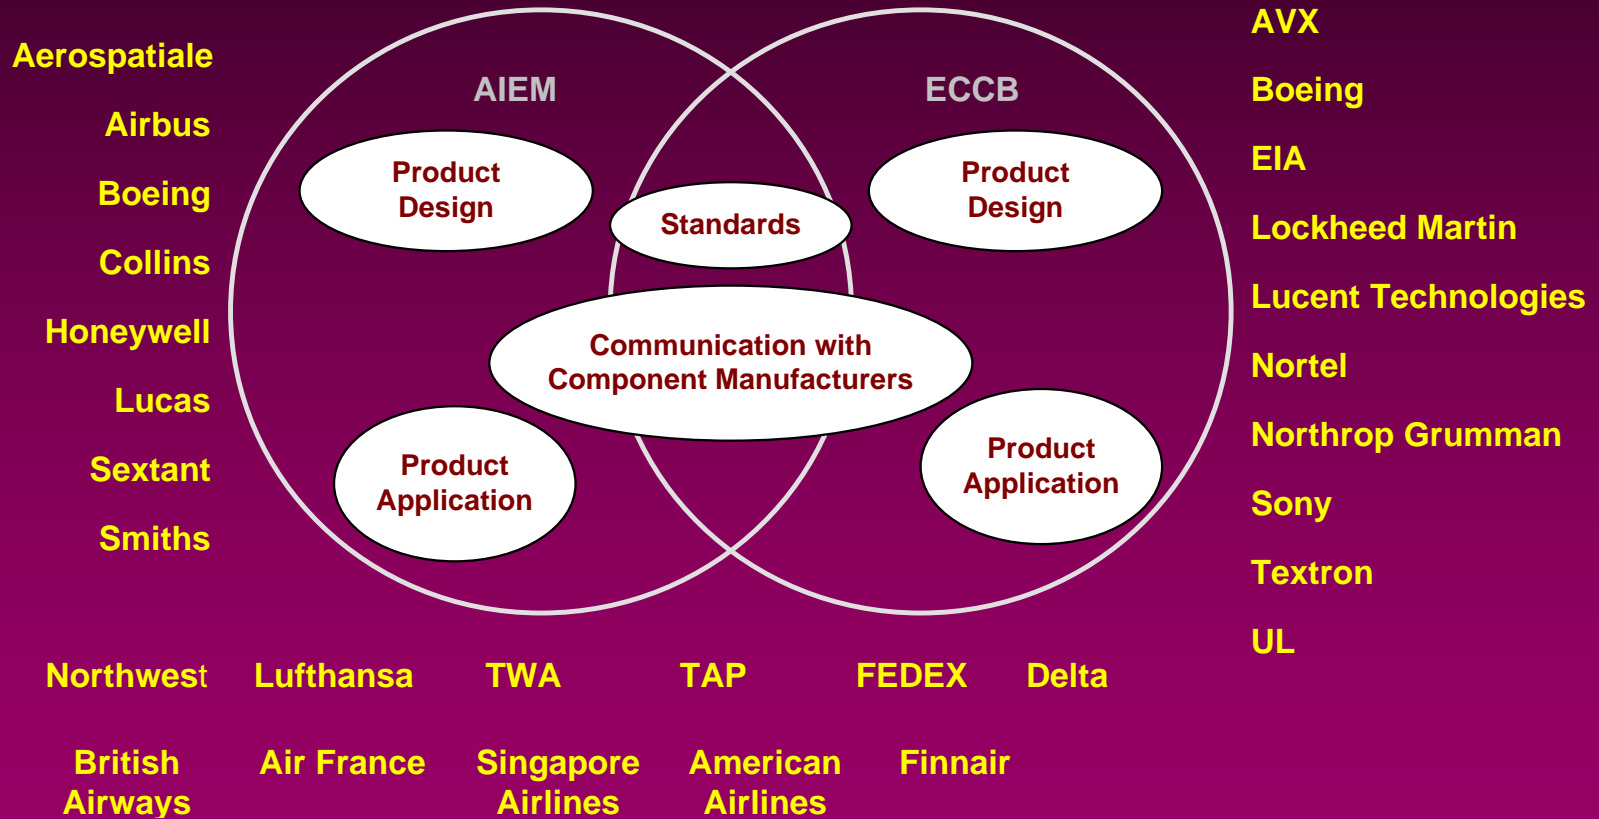 Aerospatiale
Airbus
Boeing
Collins
Honeywell
Lucas
Sextant
Smiths
AIEM
Product
Design
Product
Application
Standards
Communication with
Component Manufacturers
ECCB
Product
Design
Product
Application
AVX
Boeing
EIA
Lockheed Martin
Lucent Technologies
Nortel
Northrop Grumman
Sony
Textron
UL
Northwest Lufthansa TWA TAP FEDEX Delta
British
Airways
Air France
Singapore
Airlines
American
Airlines
Finnair